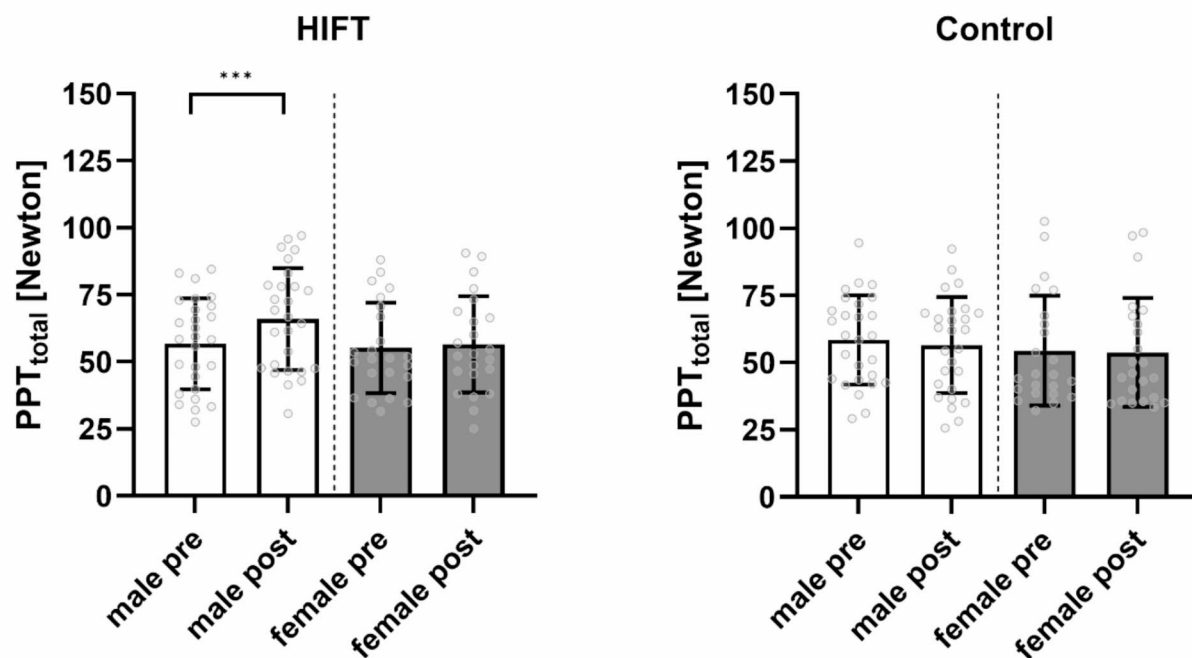 HIFT
***
PPTtotal [Newton]
150
125
100
75
50
25
0
male pre
male post
female pre
female post
Control
PPTtotal [Newton]
150
125
100
75
50
25
0
male pre
male post
female pre
female post